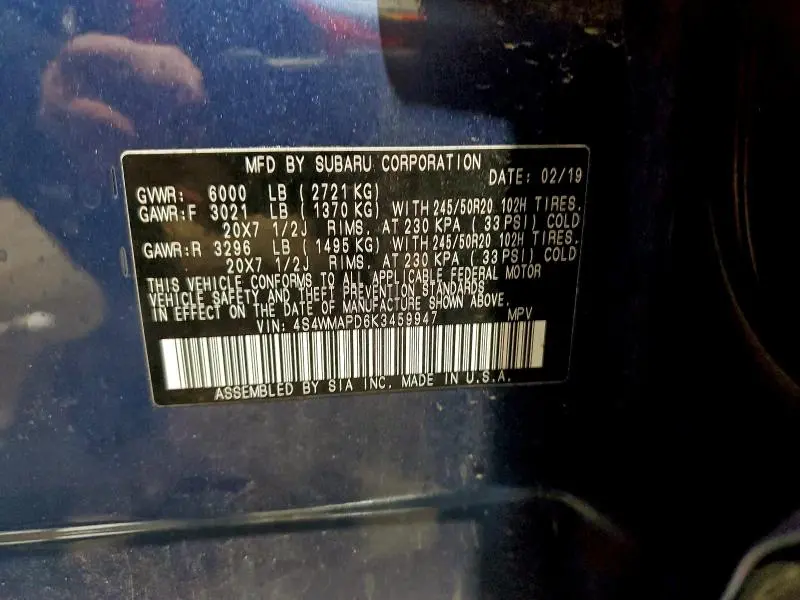 MFD BY SUBARU CORPORATION
DATE: 02/19
GVWR: 6000 LB (2721 KG)
GAWR:F 3021 LB (1370 KG) WITH 245/50R20 102H TIRES.
20X7 1/2J RIMS. AT 230 KPA (33 PSI) COLD
GAWR:R 3296 LB (1495 KG) WITH 245/50R20 102H TIRES.
20X7 1/2J RIMS. AT 230 KPA (33 PSI) COLD
THIS VEHICLE CONFORMS TO ALL APPLICABLE FEDERAL MOTOR
VEHICLE SAFETY AND THEFT PREVENTION STANDARDS
IN EFFECT ON THE DATE OF MANUFACTURE SHOWN ABOVE.
VIN: 4S4WMAPD6K3459947 MPV
ASSEMBLED BY SIA INC. MADE IN U.S.A.